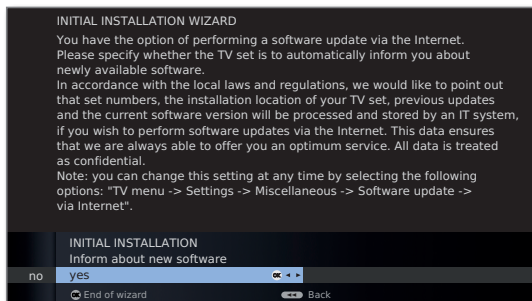 INITIAL INSTALLATION WIZARD
You have the option of performing a software update via the Internet.
Please specify whether the TV set is to automatically inform you about
newly available software.
In accordance with the local laws and regulations, we would like to point out
that set numbers, the installation location of your TV set, previous updates
and the current software version will be processed and stored by an IT system,
if you wish to perform software updates via the Internet. This data ensures
that we are always able to offer you an optimum service. All data is treated
as confidential.
Note: you can change this setting at any time by selecting the following
options: "TV menu -> Settings -> Miscellaneous -> Software update ->
via Internet".
INITIAL INSTALLATION
Inform about new software
no yes OK
OK End of wizard Back